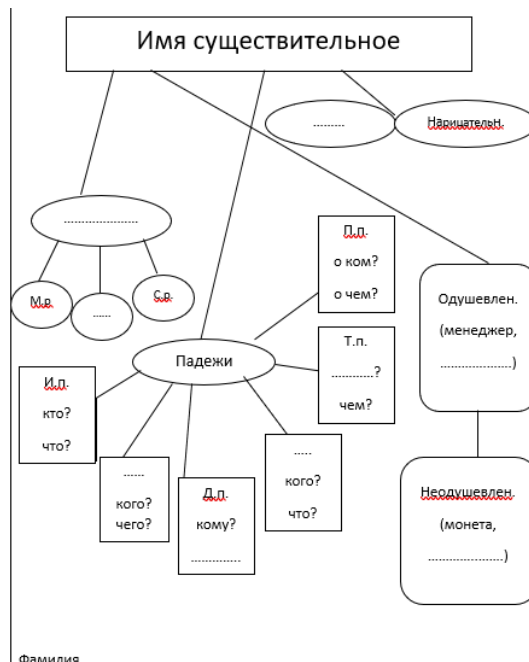 Имя существительное
.........
Нарицательн.
.....................
М.р.
......
С.р.
П.п.
о ком?
о чем?
Одушевлен.
(менеджер,
.....................)
Падежи
Т.п.
............?
чем?
И.п.
кто?
что?
......
кого?
чего?
Д.п.
кому?
..............
.....
кого?
что?
Неодушевлен.
(монета,
.....................)
Фамилия